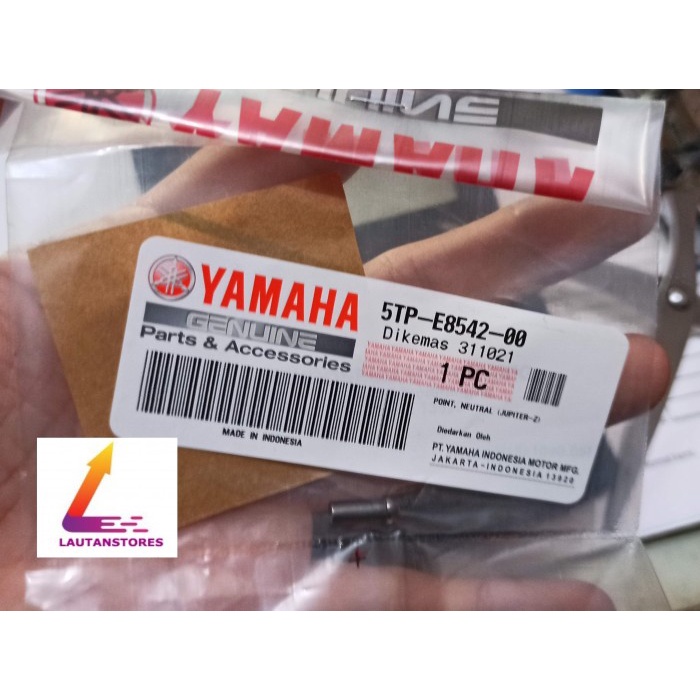 YAMAHA
GENUINE
Parts & Accessories
5TP-E8542-00
Dikemas 311021
1 PC
POINT, NEUTRAL (JUPITER-Z)
Diedarkan Oleh
PT. YAMAHA INDONESIA MOTOR MFG.
JAKARTA-INDONESIA 13920
MADE IN INDONESIA
LAUTANSTORES